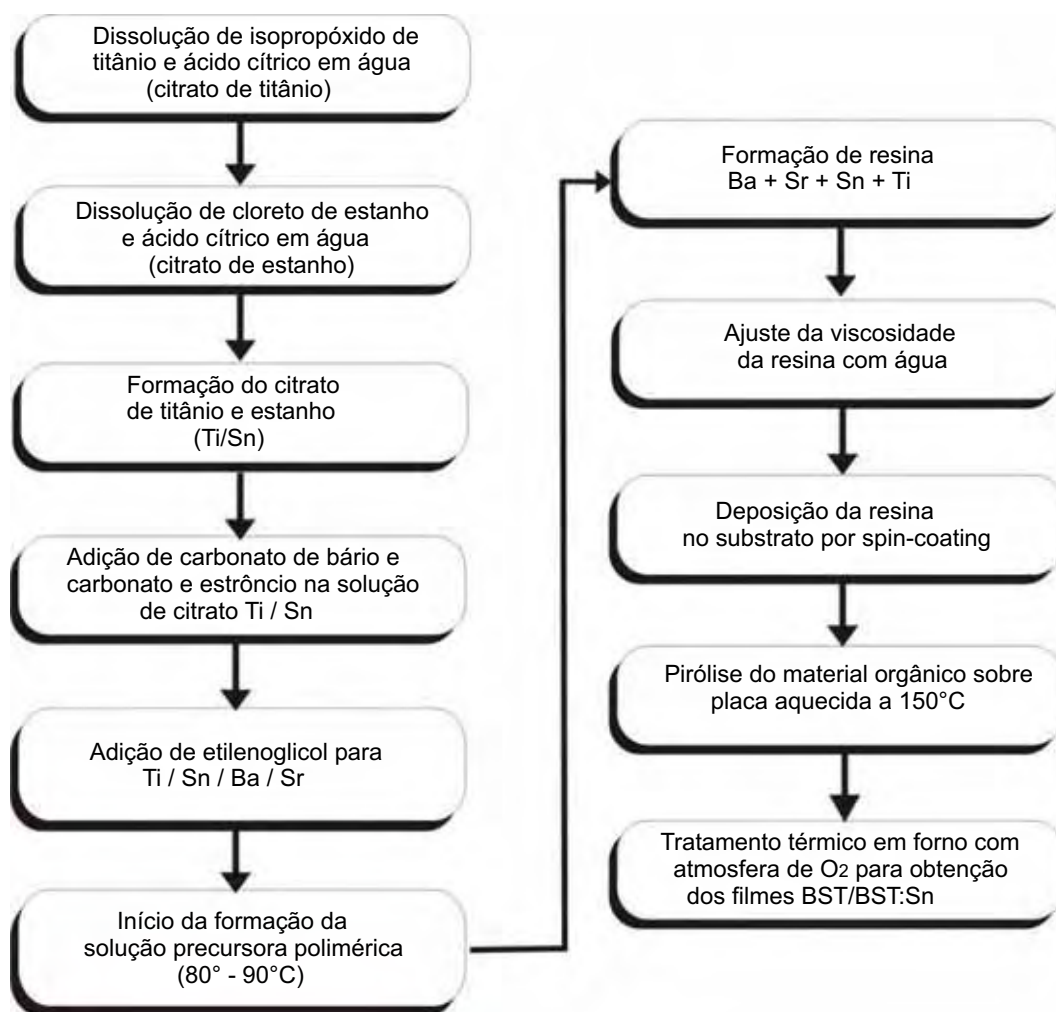 Dissolução de isopropóxido de
titânio e ácido cítrico em água
(citrato de titânio)
Dissolução de cloreto de estanho
e ácido cítrico em água
(citrato de estanho)
Formação do citrato
de titânio e estanho
(Ti/Sn)
Adição de carbonato de bário e
carbonato e estrôncio na solução
de citrato Ti / Sn
Adição de etilenoglicol para
Ti / Sn / Ba / Sr
Início da formação da
solução precursora polimérica
(80° - 90°C)
Formação de resina
Ba + Sr + Sn + Ti
Ajuste da viscosidade
da resina com água
Deposição da resina
no substrato por spin-coating
Pirólise do material orgânico sobre
placa aquecida a 150°C
Tratamento térmico em forno com
atmosfera de O2 para obtenção
dos filmes BST/BST:Sn